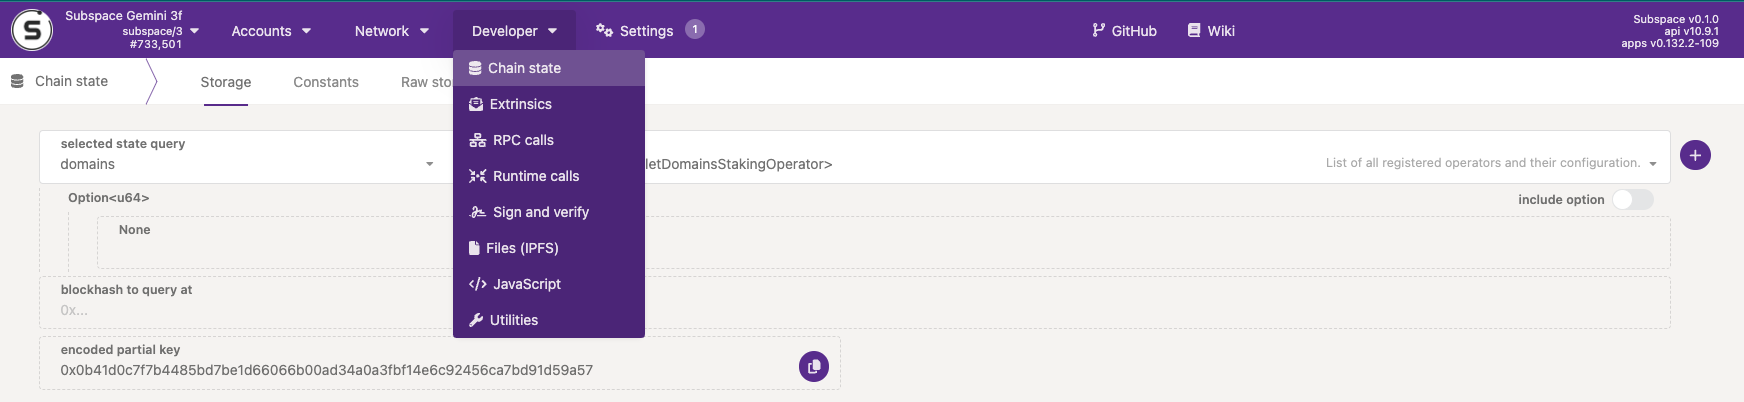 Subspace Gemini 3f
subspace/3
#733,501
Accounts
Network
Developer
Settings
1
GitHub
Wiki
Subspace v0.1.0
api v10.9.1
apps v0.132.2-109
Chain state
Storage
Constants
Raw
Chain state
Extrinsics
RPC calls
Runtime calls
Sign and verify
Files (IPFS)
JavaScript
Utilities
selected state query
domains
letDomainsStakingOperator>
List of all registered operators and their configuration.
Option<u64>
include option
None
blockhash to query at
0x...
encoded partial key
0x0b41d0c7f7b4485bd7be1d66066b00ad34a0a3fbf14e6c92456ca7bd91d59a57